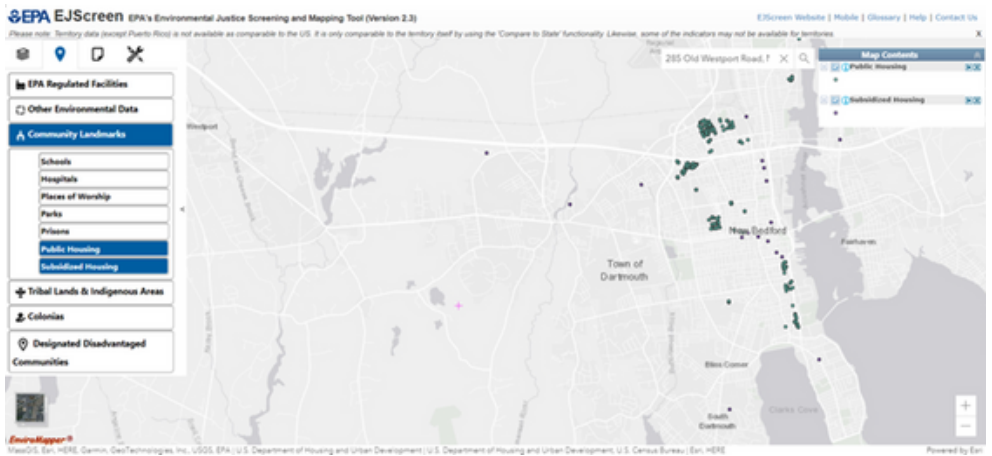 EPA EJScreen EPA's Environmental Justice Screening and Mapping Tool (Version 2.3)
EJScreen Website | Mobile | Glossary | Help | Contact Us
Please note: Territory data (except Puerto Rico) is not available as comparable to the US. It is only comparable to the territory itself by using the 'Compare to State' functionality. Likewise, some of the indicators may not be available for territories.
X
285 Old Westport Road,
Map Contents
Public Housing
Subsidized Housing
EPA Regulated Facilities
Other Environmental Data
Community Landmarks
Schools
Hospitals
Places of Worship
Parks
Prisons
Public Housing
Subsidized Housing
Tribal Lands & Indigenous Areas
Colonias
Designated Disadvantaged
Communities
Westport
New Bedford
Fairhaven
Town of
Dartmouth
Bliss Corner
Clarks Cove
South
Dartmouth
EnviroMapper®
MassGIS, Esri, HERE, Garmin, GeoTechnologies, Inc., USGS, EPA | U.S. Department of Housing and Urban Development | U.S. Department of Housing and Urban Development, U.S. Census Bureau | Esri, HERE
Powered by Esri